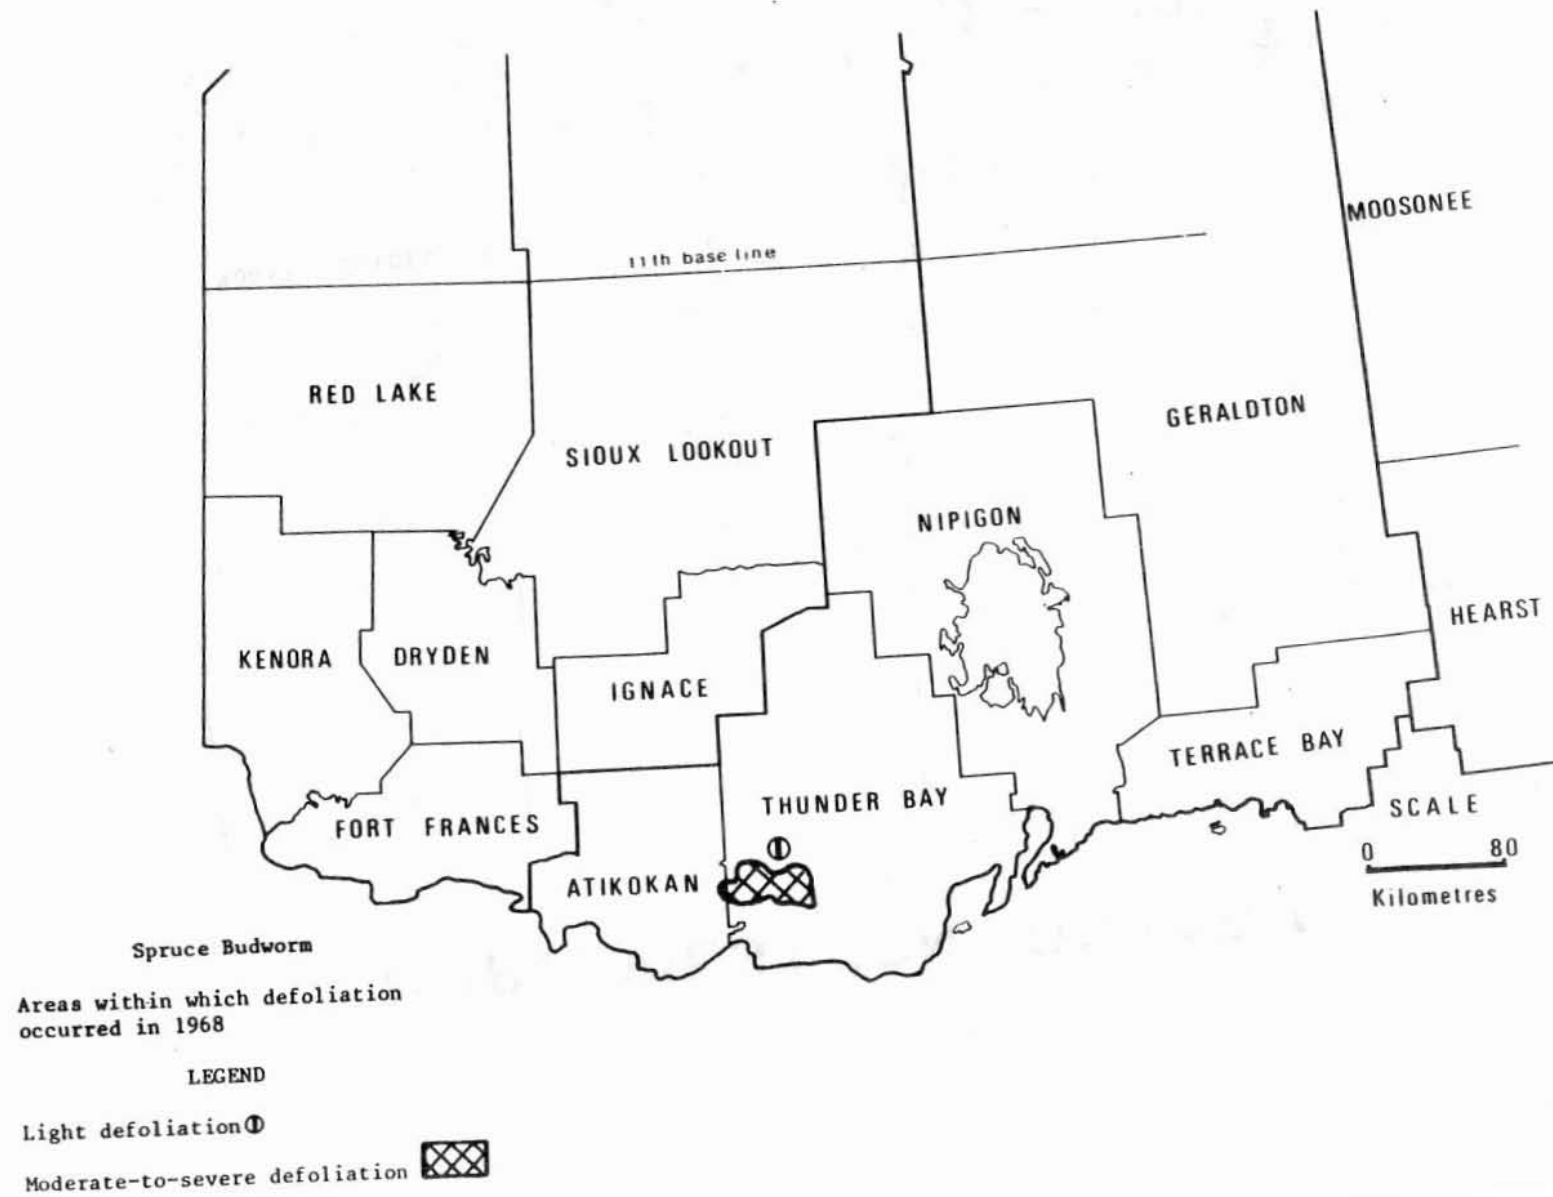 MOOSONEE
11th base line
RED LAKE
GERALDTON
SIOUX LOOKOUT
NIPIGON
HEARST
KENORA
DRYDEN
IGNACE
TERRACE BAY
THUNDER BAY
FORT FRANCES
SCALE
0 80
Kilometres
ATIKOKAN
Spruce Budworm
Areas within which defoliation
occurred in 1968
LEGEND
Light defoliation
Moderate-to-severe defoliation